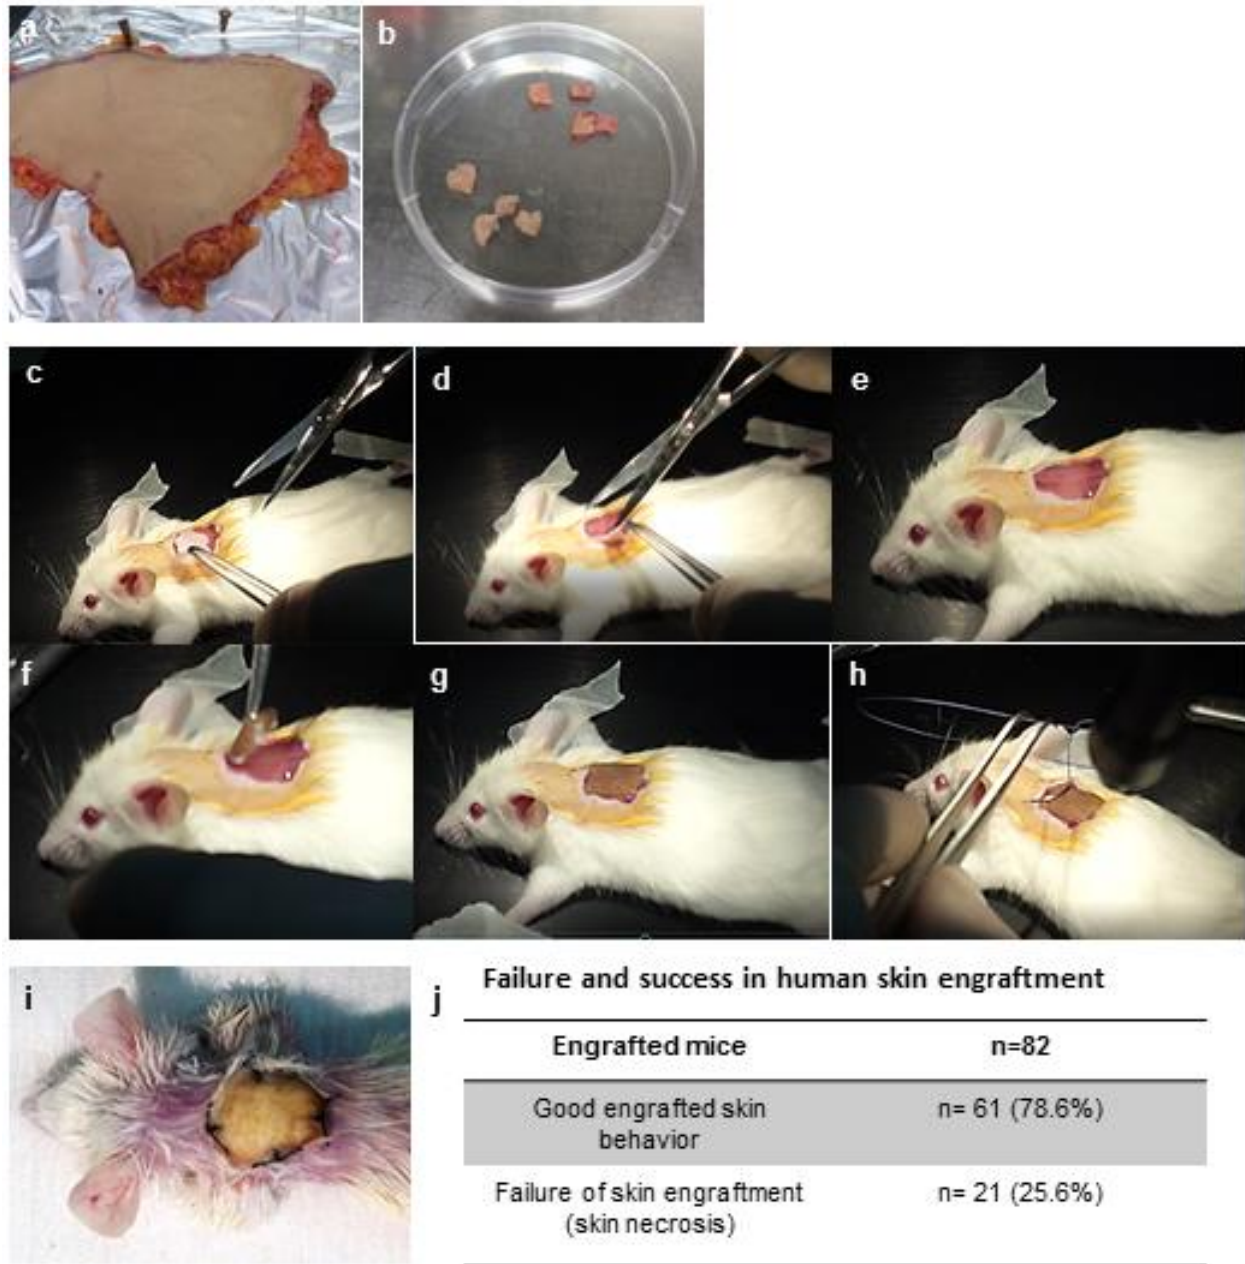 a
b
c
d
e
f
g
h
i
j
Failure and success in human skin engraftment
Engrafted mice n=82
Good engrafted skin
behavior
n= 61 (78.6%)
Failure of skin engraftment
(skin necrosis)
n= 21 (25.6%)